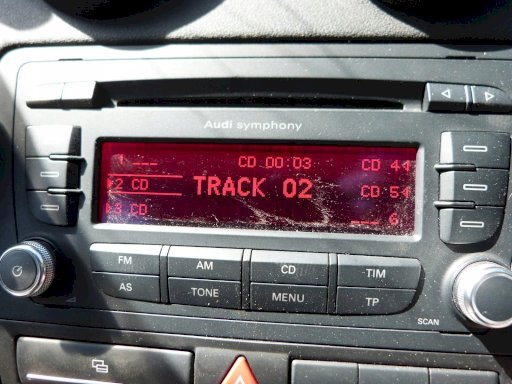 Audi symphony
1 --- CD 00:03 CD 4
2 CD TRACK 02 CD 5
3 CD ___ 6
FM AM CD TIM
AS TONE MENU TP
SCAN